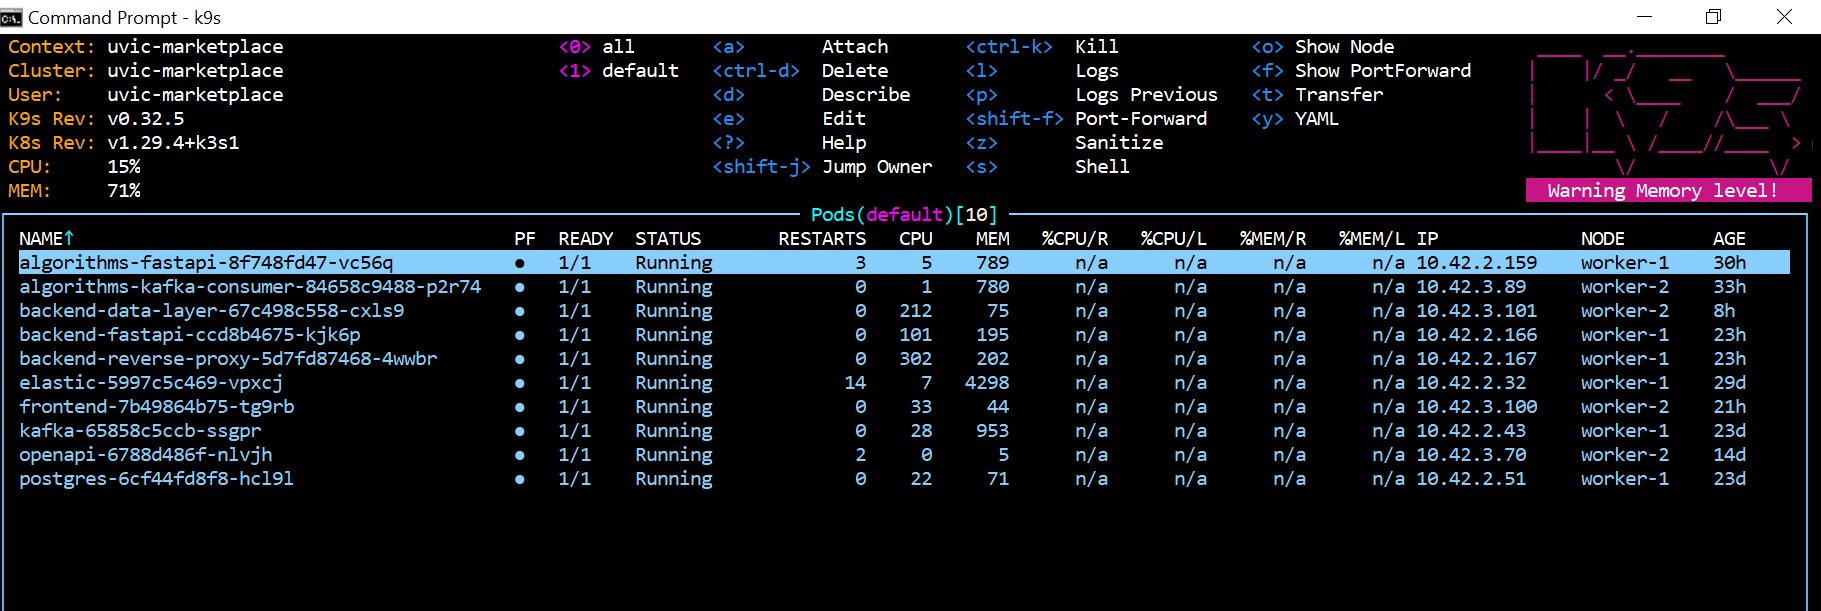 Command Prompt - k9s
Context: uvic-marketplace <0> all <a> Attach <ctrl-k> Kill <o> Show Node
Cluster: uvic-marketplace <1> default <ctrl-d> Delete <l> Logs <f> Show PortForward
User: uvic-marketplace <d> Describe <p> Logs Previous <t> Transfer
K9s Rev: v0.32.5 <e> Edit <shift-f> Port-Forward <y> YAML
K8s Rev: v1.29.4+k3s1 <?> Help <z> Sanitize
CPU: 15% <shift-j> Jump Owner <s> Shell
MEM: 71%
K9s
Warning Memory level!
Pods(default)[10]
NAME↑ PF READY STATUS RESTARTS CPU MEM %CPU/R %CPU/L %MEM/R %MEM/L IP NODE AGE
algorithms-fastapi-8f748fd47-vc56q ● 1/1 Running 3 5 789 n/a n/a n/a n/a 10.42.2.159 worker-1 30h
algorithms-kafka-consumer-84658c9488-p2r74 ● 1/1 Running 0 1 780 n/a n/a n/a n/a 10.42.3.89 worker-2 33h
backend-data-layer-67c498c558-cxls9 ● 1/1 Running 0 212 75 n/a n/a n/a n/a 10.42.3.101 worker-2 8h
backend-fastapi-ccd8b4675-kjk6p ● 1/1 Running 0 101 195 n/a n/a n/a n/a 10.42.2.166 worker-1 23h
backend-reverse-proxy-5d7fd87468-4wwbr ● 1/1 Running 0 302 202 n/a n/a n/a n/a 10.42.2.167 worker-1 23h
elastic-5997c5c469-vpxcj ● 1/1 Running 14 7 4298 n/a n/a n/a n/a 10.42.2.32 worker-1 29d
frontend-7b49864b75-tg9rb ● 1/1 Running 0 33 44 n/a n/a n/a n/a 10.42.3.100 worker-2 21h
kafka-65858c5ccb-ssgpr ● 1/1 Running 0 28 953 n/a n/a n/a n/a 10.42.2.43 worker-1 23d
openapi-6788d486f-nlvjh ● 1/1 Running 2 0 5 n/a n/a n/a n/a 10.42.3.70 worker-2 14d
postgres-6cf44fd8f8-hcl9l ● 1/1 Running 0 22 71 n/a n/a n/a n/a 10.42.2.51 worker-1 23d